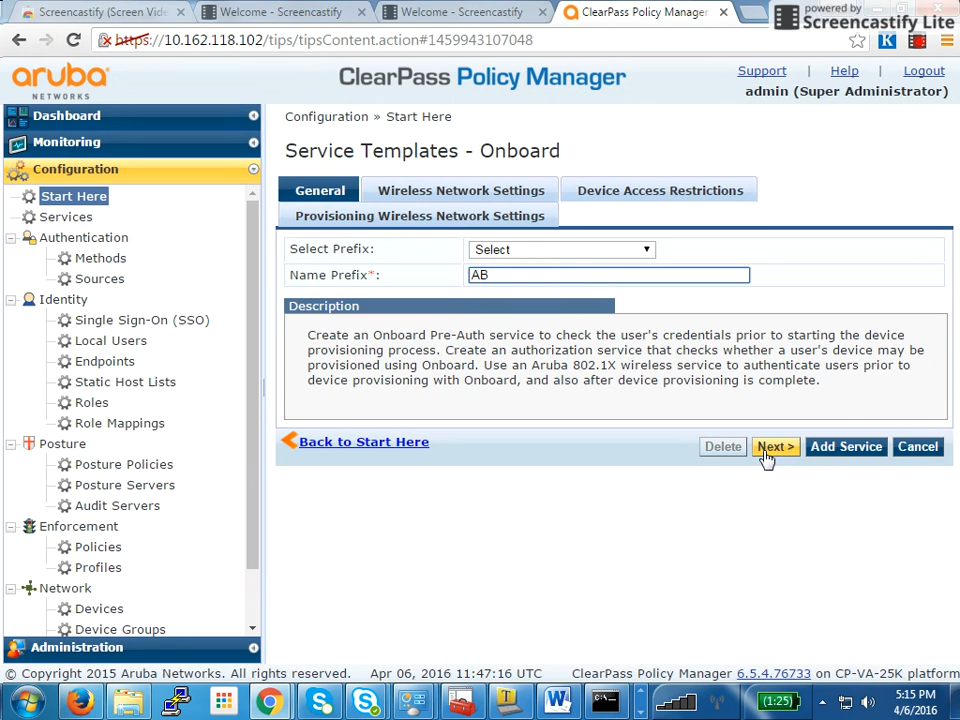 Screencastify (Screen Vide
Welcome - Screencastify
Welcome - Screencastify
ClearPass Policy Manager
powered by
Screencastify Lite
https://10.162.118.102/tips/tipsContent.action#1459943107048
K
aruba
NETWORKS
ClearPass Policy Manager
Support | Help | Logout
admin (Super Administrator)
Dashboard
Monitoring
Configuration
Start Here
Services
Authentication
Methods
Sources
Identity
Single Sign-On (SSO)
Local Users
Endpoints
Static Host Lists
Roles
Role Mappings
Posture
Posture Policies
Posture Servers
Audit Servers
Enforcement
Policies
Profiles
Network
Devices
Device Groups
Administration
Configuration » Start Here
Service Templates - Onboard
General
Wireless Network Settings
Device Access Restrictions
Provisioning Wireless Network Settings
Select Prefix:
Select
Name Prefix*:
AB
Description
Create an Onboard Pre-Auth service to check the user's credentials prior to starting the device
provisioning process. Create an authorization service that checks whether a user's device may be
provisioned using Onboard. Use an Aruba 802.1X wireless service to authenticate users prior to
device provisioning with Onboard, and also after device provisioning is complete.
Back to Start Here
Delete
Next >
Add Service
Cancel
© Copyright 2015 Aruba Networks. All rights reserved.
Apr 06, 2016 11:47:16 UTC
ClearPass Policy Manager 6.5.4.76733 on CP-VA-25K platform
(1:25)
5:15 PM
4/6/2016